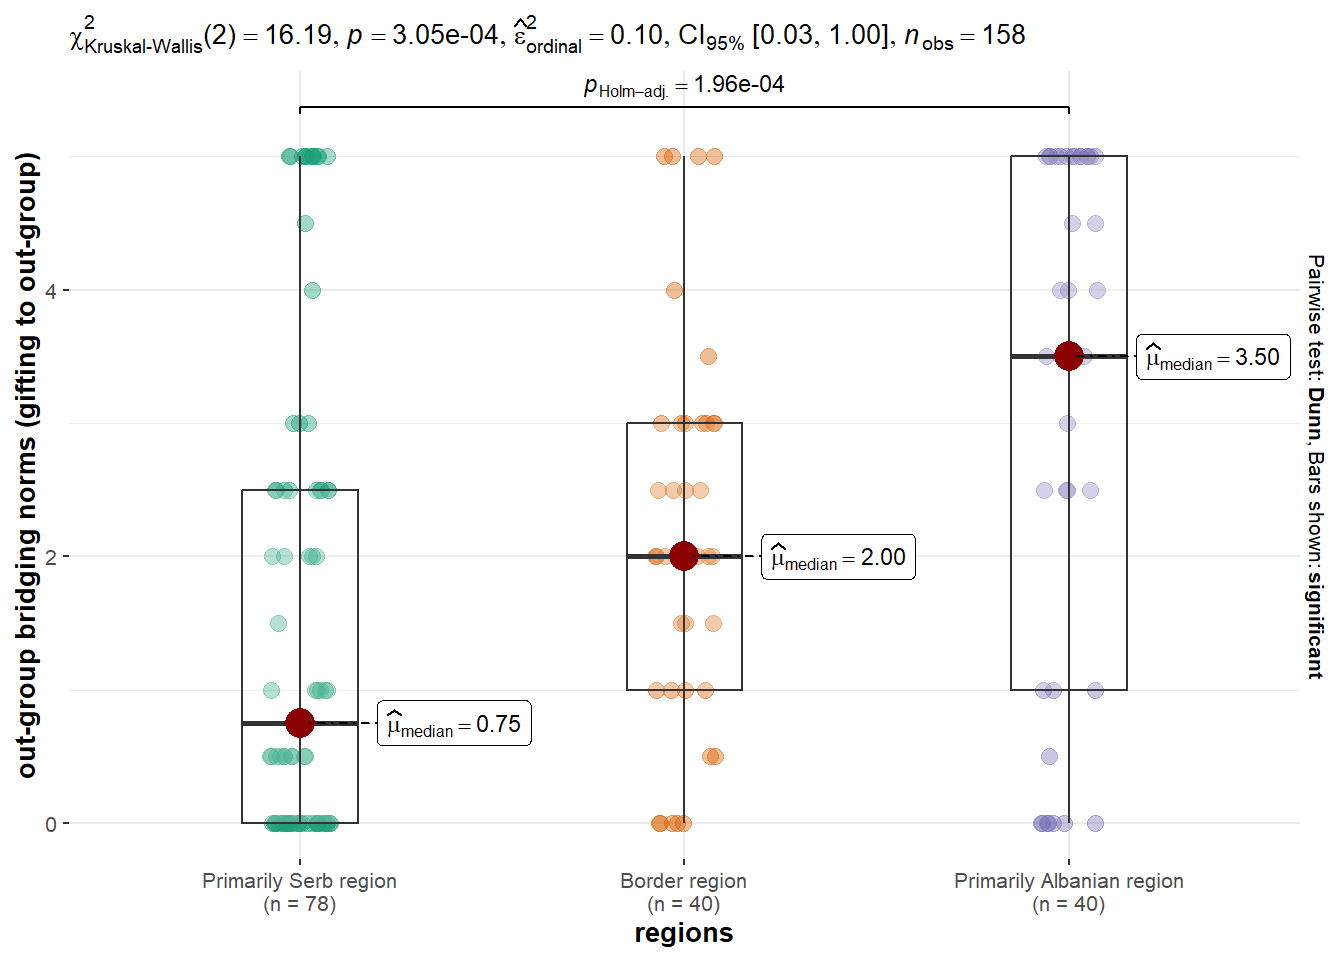 χ²Kruskal-Wallis(2) = 16.19, p = 3.05e-04, ε̂²ordinal = 0.10, CI95% [0.03, 1.00], nobs = 158
pHolm−adj. = 1.96e-04
out-group bridging norms (gifting to out-group)
4
2
0
μ̂median = 3.50
μ̂median = 2.00
μ̂median = 0.75
Pairwise test: Dunn, Bars shown: significant
Primarily Serb region
(n = 78)
Border region
(n = 40)
Primarily Albanian region
(n = 40)
regions